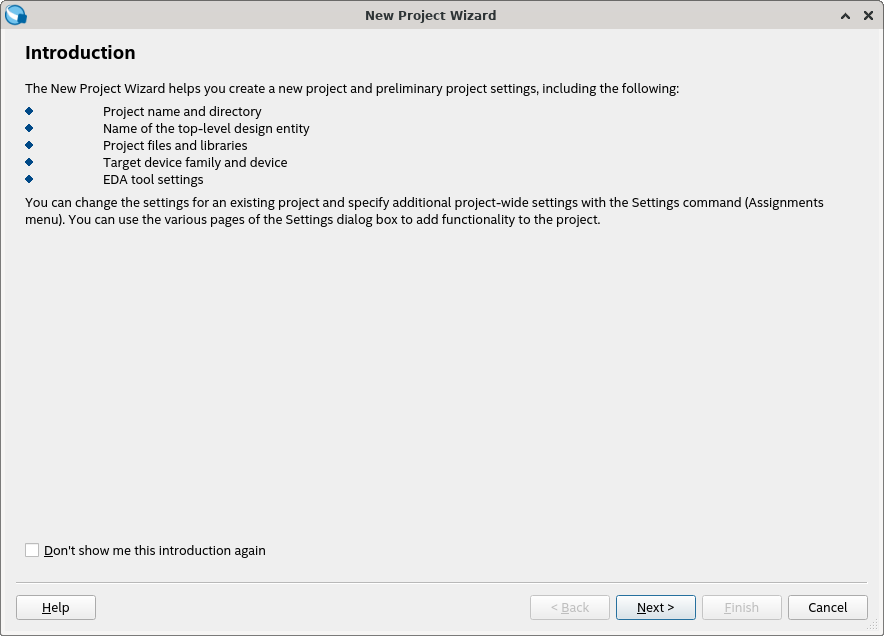 New Project Wizard
Introduction
The New Project Wizard helps you create a new project and preliminary project settings, including the following:
Project name and directory
Name of the top-level design entity
Project files and libraries
Target device family and device
EDA tool settings
You can change the settings for an existing project and specify additional project-wide settings with the Settings command (Assignments
menu). You can use the various pages of the Settings dialog box to add functionality to the project.
Don't show me this introduction again
Help
< Back
Next >
Finish
Cancel